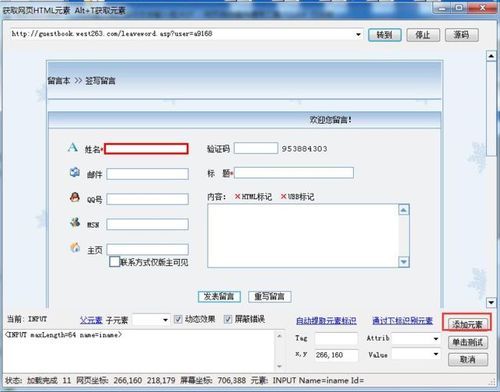 获取网页HTML元素 Alt+T获取元素
http://guestbook.west263.com/leaveword.asp?user=a9168 转到 停止 源码
留言本 >> 签写留言
欢迎您留言!
姓名* 验证码 953884303
邮件 标 题*
QQ号 内容: ×HTML标记 ×UBB标记
MSN
主页
联系方式仅版主可见
发表留言 重写留言
当前: INPUT 父元素 子元素 动态效果 屏蔽错误 自动提取元素标识 通过下标识别元素 添加元素
<INPUT maxLength=64 name=iname> Tag Attrib 单击测试
x,y 266,160 Value 取消
状态: 加载完成 11 网页坐标: 266,160 218,179 屏幕坐标: 706,388 元素: INPUT Name=iname Id=